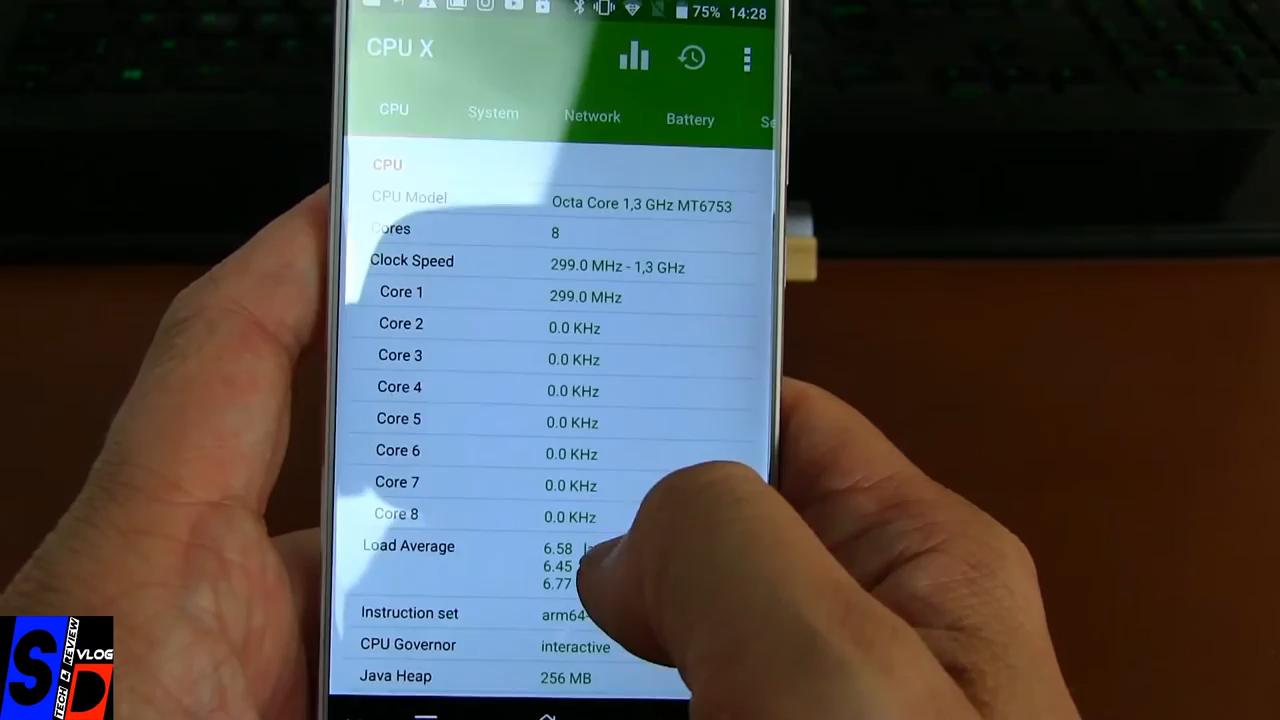 75% 14:28
CPU X
CPU System Network Battery
CPU
CPU Model Octa Core 1,3 GHz MT6753
Cores 8
Clock Speed 299.0 MHz - 1,3 GHz
Core 1 299.0 MHz
Core 2 0.0 KHz
Core 3 0.0 KHz
Core 4 0.0 KHz
Core 5 0.0 KHz
Core 6 0.0 KHz
Core 7 0.0 KHz
Core 8 0.0 KHz
Load Average 6.58
6.45
6.77
Instruction set arm64-
CPU Governor interactive
Java Heap 256 MB
SD TECH & REVIEW VLOG